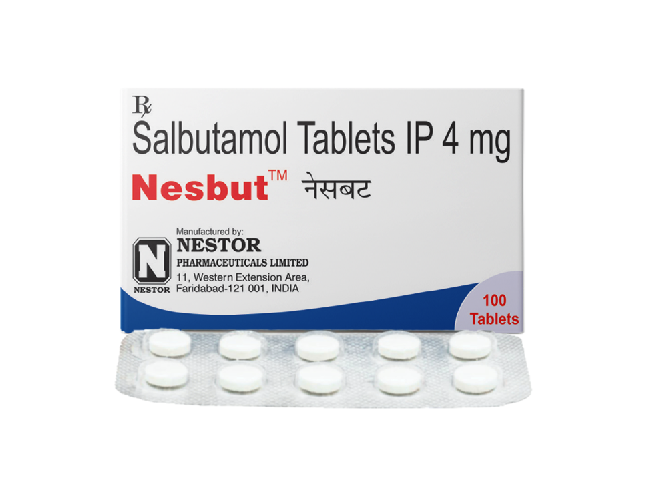 ℞
Salbutamol Tablets IP 4 mg
Nesbut™ नेसबट
Manufactured by:
NESTOR
PHARMACEUTICALS LIMITED
11, Western Extension Area,
Faridabad-121 001, INDIA
N
NESTOR
100
Tablets